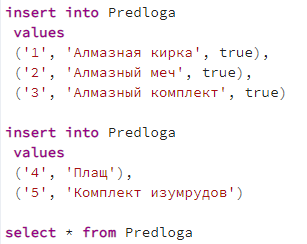 insert into Predloga
values
('1', 'Алмазная кирка', true),
('2', 'Алмазный меч', true),
('3', 'Алмазный комплект', true)
insert into Predloga
values
('4', 'Плащ'),
('5', 'Комплект изумрудов')
select * from Predloga